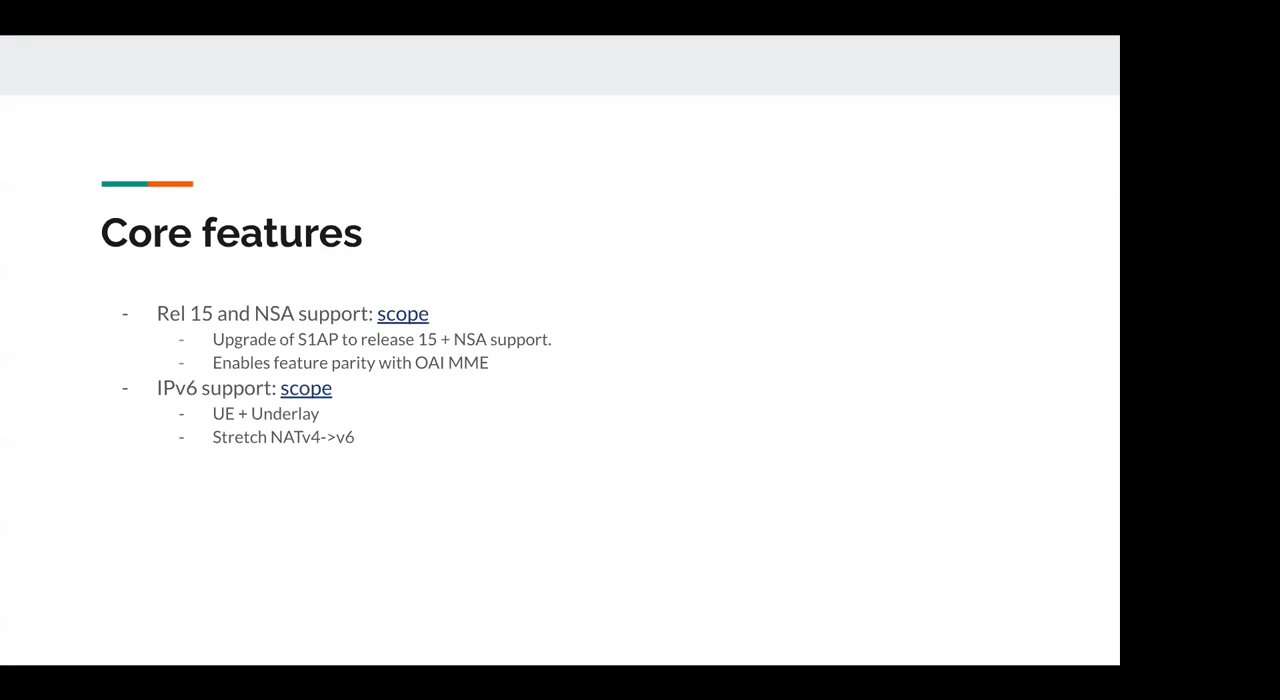 Core features
- Rel 15 and NSA support: scope
- Upgrade of S1AP to release 15 + NSA support.
- Enables feature parity with OAI MME
- IPv6 support: scope
- UE + Underlay
- Stretch NATv4->v6